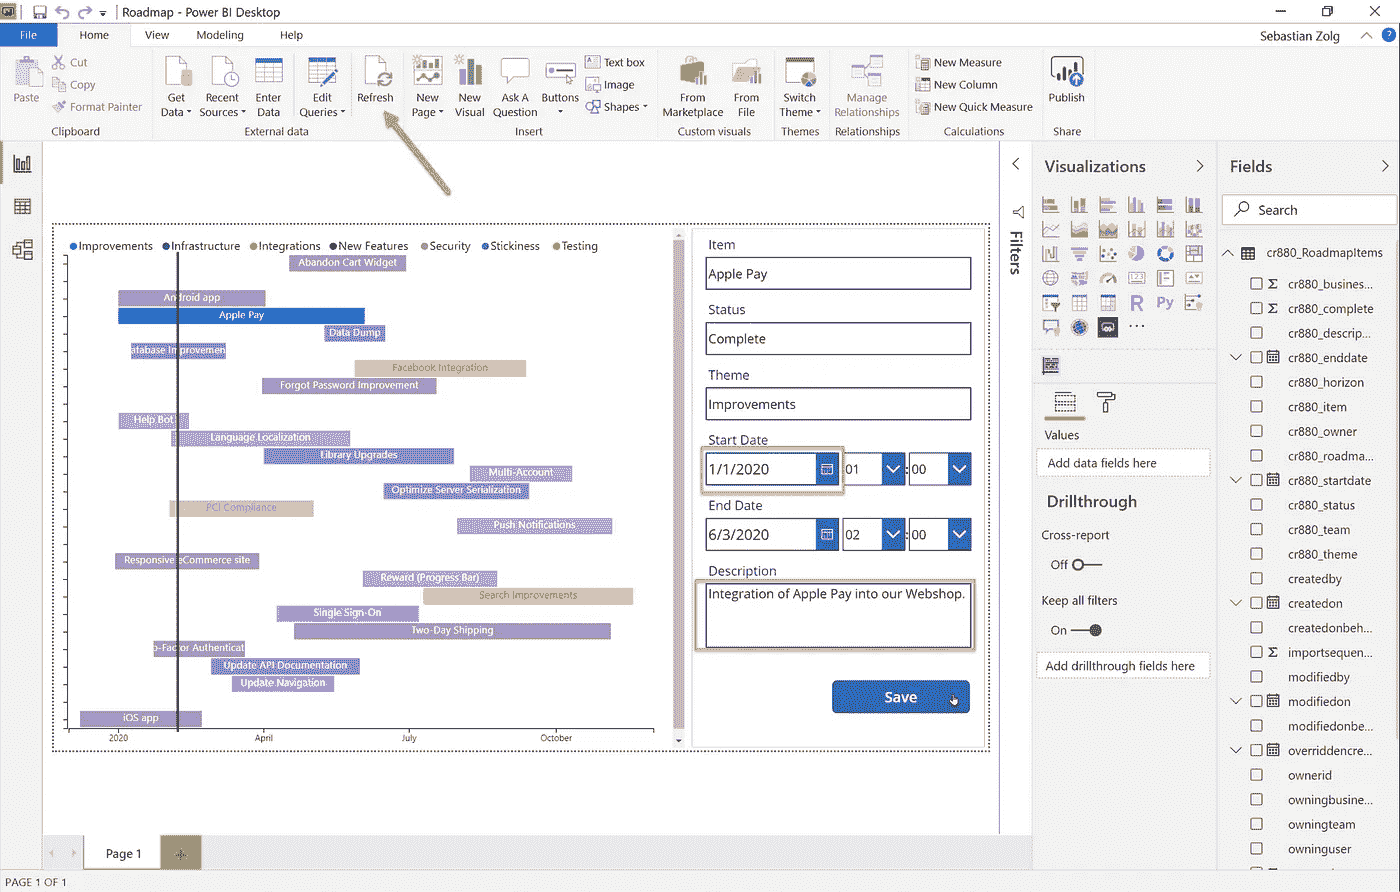 Roadmap - Power BI Desktop
File Home View Modeling Help
Sebastian Zolg
?
Paste
Cut
Copy
Format Painter
Clipboard
Get Data
Recent Sources
Enter Data
External data
Edit Queries
Refresh
New Page
New Visual
Ask A Question
Buttons
Text box
Image
Shapes
Insert
From Marketplace
From File
Custom visuals
Switch Theme
Themes
Manage Relationships
Relationships
New Measure
New Column
New Quick Measure
Calculations
Publish
Share
Improvements Infrastructure Integrations New Features Security Stickiness Testing
Abandon Cart Widget
Android app
Apple Pay
Data Dump
atabase Improvemen
Facebook Integration
Forgot Password Improvement
Help Bot
Language Localization
Library Upgrades
Multi-Account
Optimize Server Serialization
PCI Compliance
Push Notifications
Responsive eCommerce site
Reward (Progress Bar)
Search Improvements
Single Sign-On
Two-Day Shipping
o-Factor Authenticat
Update API Documentation
Update Navigation
iOS app
2020 April July October
Item
Apple Pay
Status
Complete
Theme
Improvements
Start Date
1/1/2020 01 : 00
End Date
6/3/2020 02 : 00
Description
Integration of Apple Pay into our Webshop.
Save
Filters
Visualizations
R Py
...
Values
Add data fields here
Drillthrough
Cross-report
Off
Keep all filters
On
Add drillthrough fields here
Fields
Search
cr880_RoadmapItems
Σ cr880_busines...
Σ cr880_complete
cr880_descrip...
cr880_enddate
cr880_horizon
cr880_item
cr880_owner
cr880_roadma...
cr880_startdate
cr880_status
cr880_team
cr880_theme
createdby
createdon
createdonbeh...
Σ importsequen...
modifiedby
modifiedon
modifiedonbe...
overriddencre...
ownerid
owningbusine...
owningteam
owninguser
Page 1
+
PAGE 1 OF 1